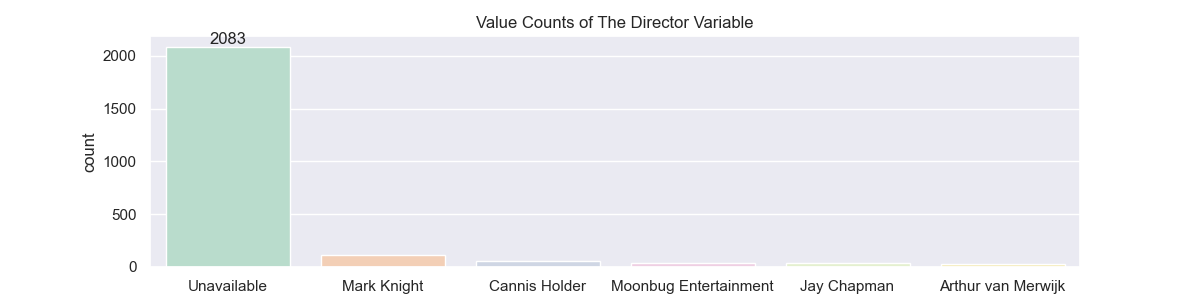 Value Counts of The Director Variable
2083
2000
1500
1000
500
0
count
Unavailable Mark Knight Cannis Holder Moonbug Entertainment Jay Chapman Arthur van Merwijk